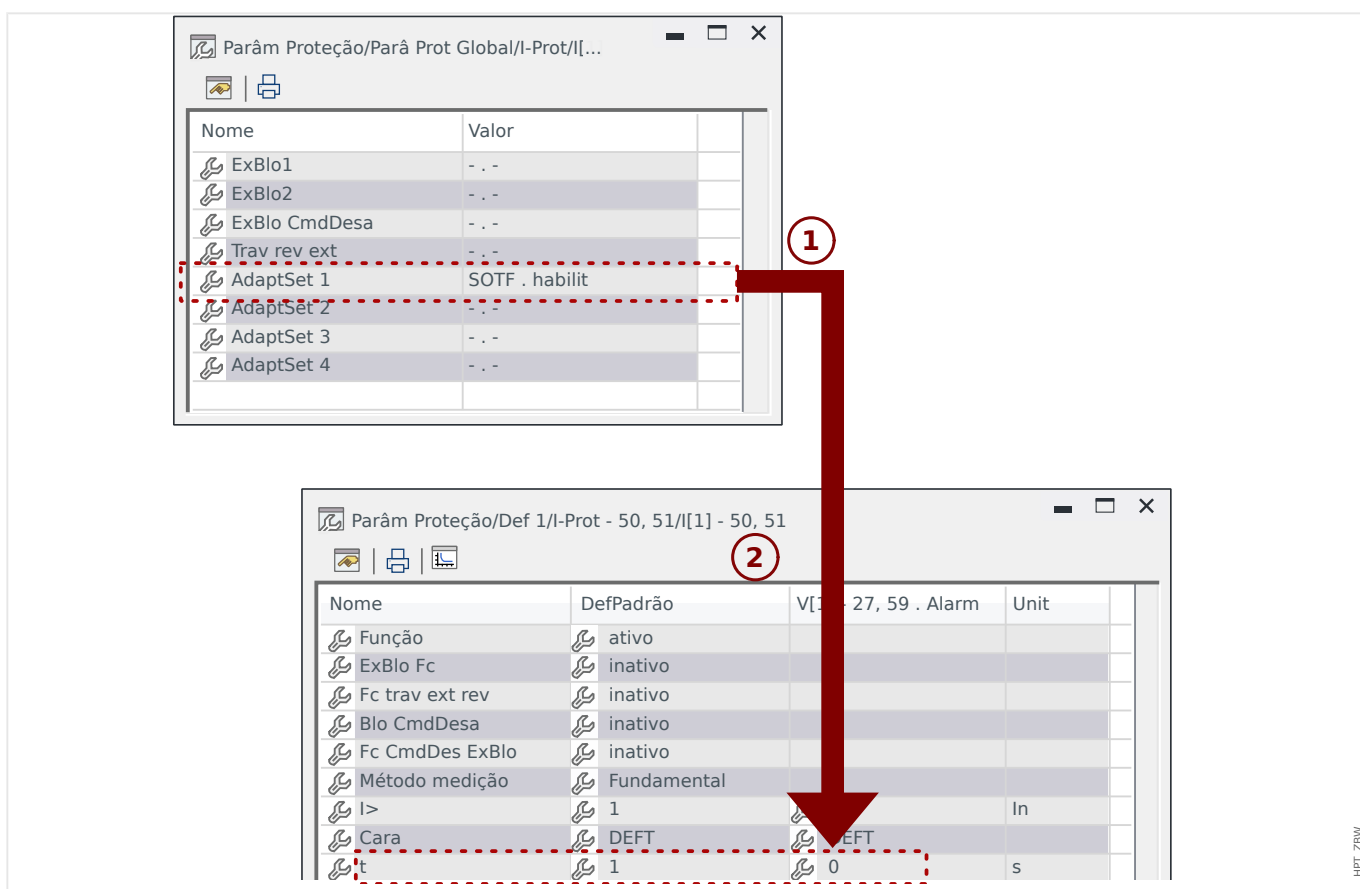 Parâm Proteção/Parâ Prot Global/I-Prot/I[...
Nome Valor
ExBlo1 - . -
ExBlo2 - . -
ExBlo CmdDesa - . -
Trav rev ext - . -
1
AdaptSet 1 SOTF . habilit
AdaptSet 2 - . -
AdaptSet 3 - . -
AdaptSet 4 - . -
Parâm Proteção/Def 1/I-Prot - 50, 51/I[1] - 50, 51
2
Nome DefPadrão 27, 59 . Alarm Unit
Função ativo
ExBlo Fc inativo
Fc trav ext rev inativo
Blo CmdDesa inativo
Fc CmdDes ExBlo inativo
Método medição Fundamental
I> 1 In
Cara DEFT
t 1 0 s
HPT_ZBW